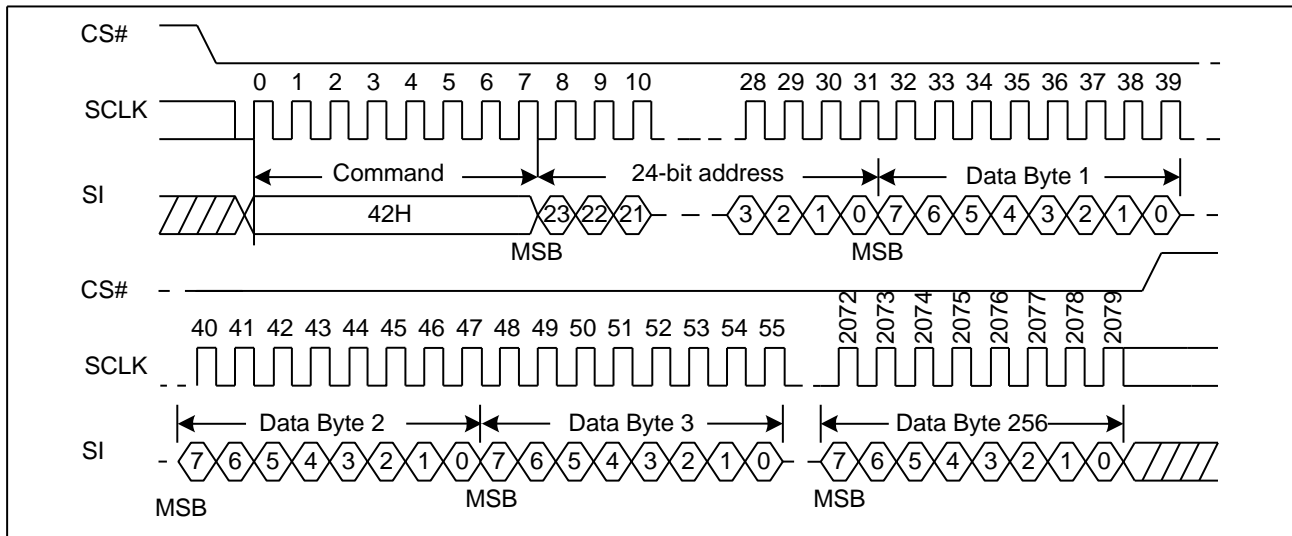 CS#
0 1 2 3 4 5 6 7 8 9 10 28 29 30 31 32 33 34 35 36 37 38 39
SCLK
Command 24-bit address Data Byte 1
SI
42H 23 22 21 3 2 1 0 7 6 5 4 3 2 1 0
MSB MSB
CS#
40 41 42 43 44 45 46 47 48 49 50 51 52 53 54 55 2072 2073 2074 2075 2076 2077 2078 2079
SCLK
Data Byte 2 Data Byte 3 Data Byte 256
SI
7 6 5 4 3 2 1 0 7 6 5 4 3 2 1 0 7 6 5 4 3 2 1 0
MSB MSB MSB